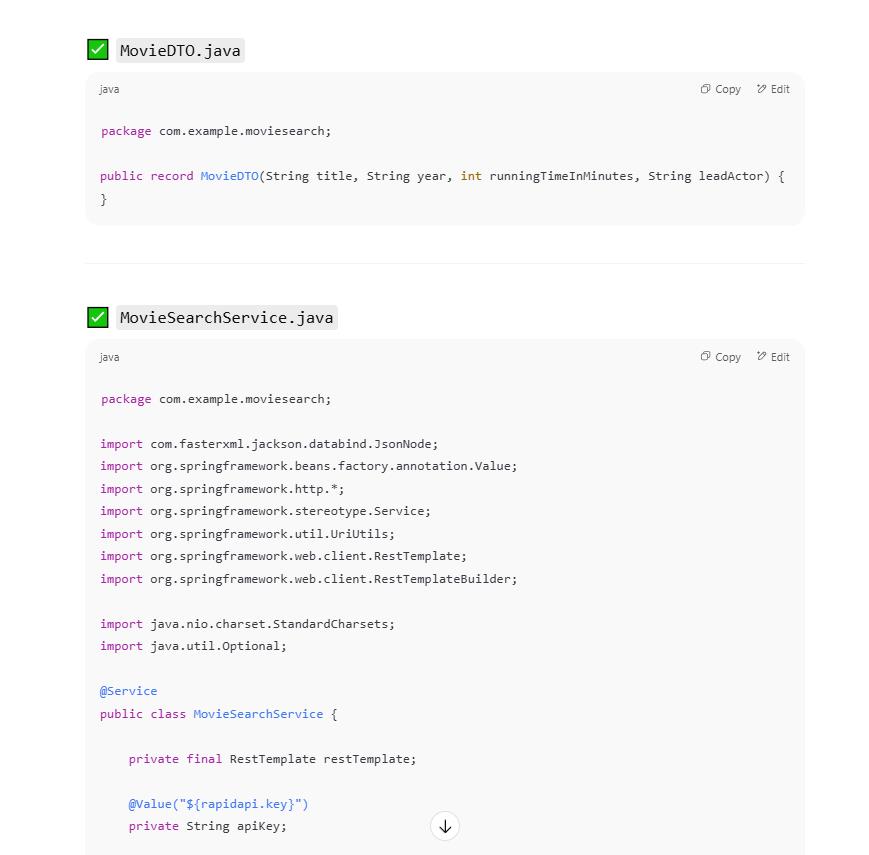 MovieDTO.java
java Copy Edit
package com.example.moviesearch;
public record MovieDTO(String title, String year, int runningTimeInMinutes, String leadActor) {
}
MovieSearchService.java
java Copy Edit
package com.example.moviesearch;
import com.fasterxml.jackson.databind.JsonNode;
import org.springframework.beans.factory.annotation.Value;
import org.springframework.http.*;
import org.springframework.stereotype.Service;
import org.springframework.util.UriUtils;
import org.springframework.web.client.RestTemplate;
import org.springframework.web.client.RestTemplateBuilder;
import java.nio.charset.StandardCharsets;
import java.util.Optional;
@Service
public class MovieSearchService {
private final RestTemplate restTemplate;
@Value("${rapidapi.key}")
private String apiKey;